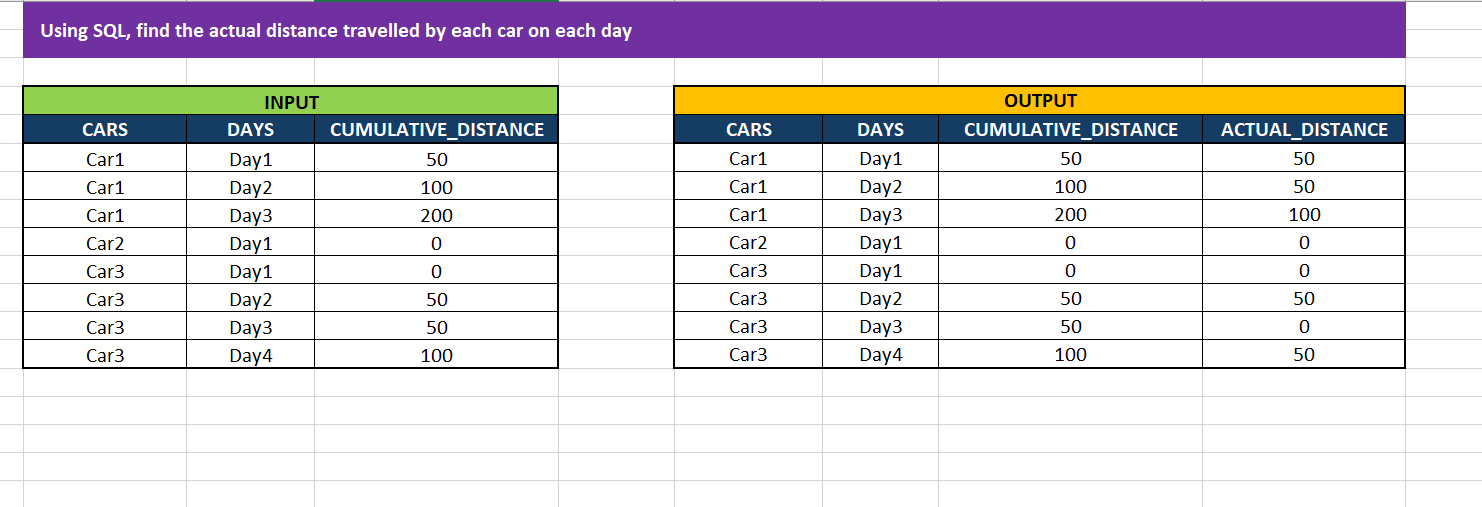 Using SQL, find the actual distance travelled by each car on each day
INPUT
CARS DAYS CUMULATIVE_DISTANCE
Car1 Day1 50
Car1 Day2 100
Car1 Day3 200
Car2 Day1 0
Car3 Day1 0
Car3 Day2 50
Car3 Day3 50
Car3 Day4 100
OUTPUT
CARS DAYS CUMULATIVE_DISTANCE ACTUAL_DISTANCE
Car1 Day1 50 50
Car1 Day2 100 50
Car1 Day3 200 100
Car2 Day1 0 0
Car3 Day1 0 0
Car3 Day2 50 50
Car3 Day3 50 0
Car3 Day4 100 50